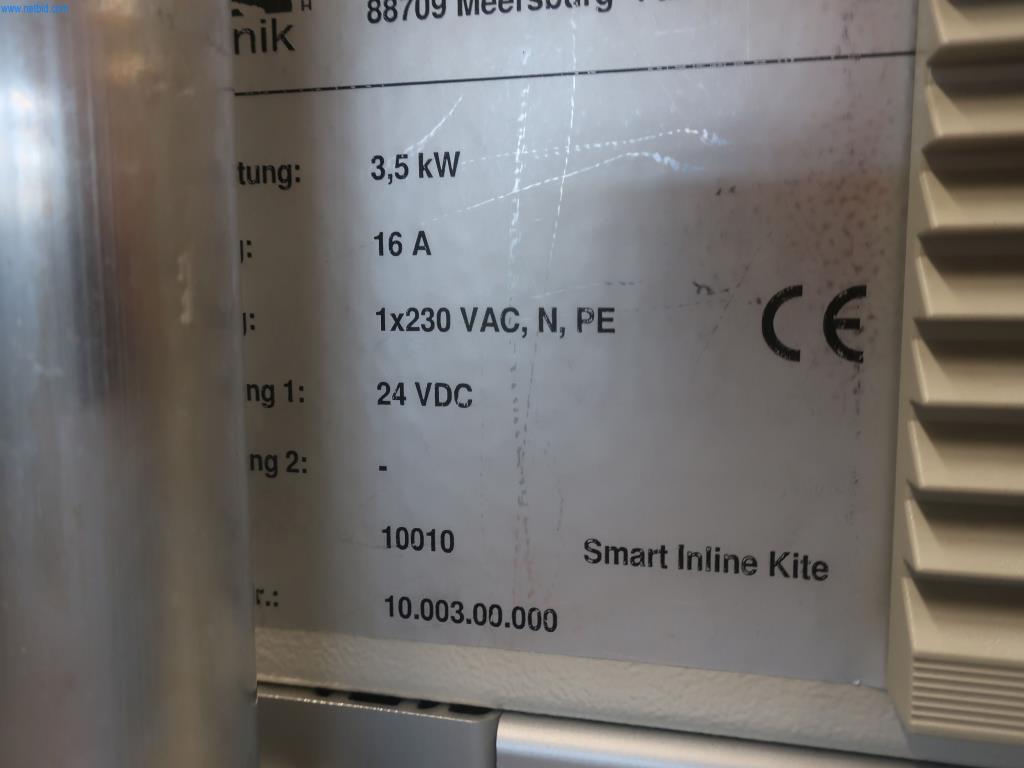 www.netbid.com
H
nik
88709 Meersburg
tung: 3,5 kW
g: 16 A
g: 1x230 VAC, N, PE
CE
ng 1: 24 VDC
ng 2: -
10010
Smart Inline Kite
r.: 10.003.00.000